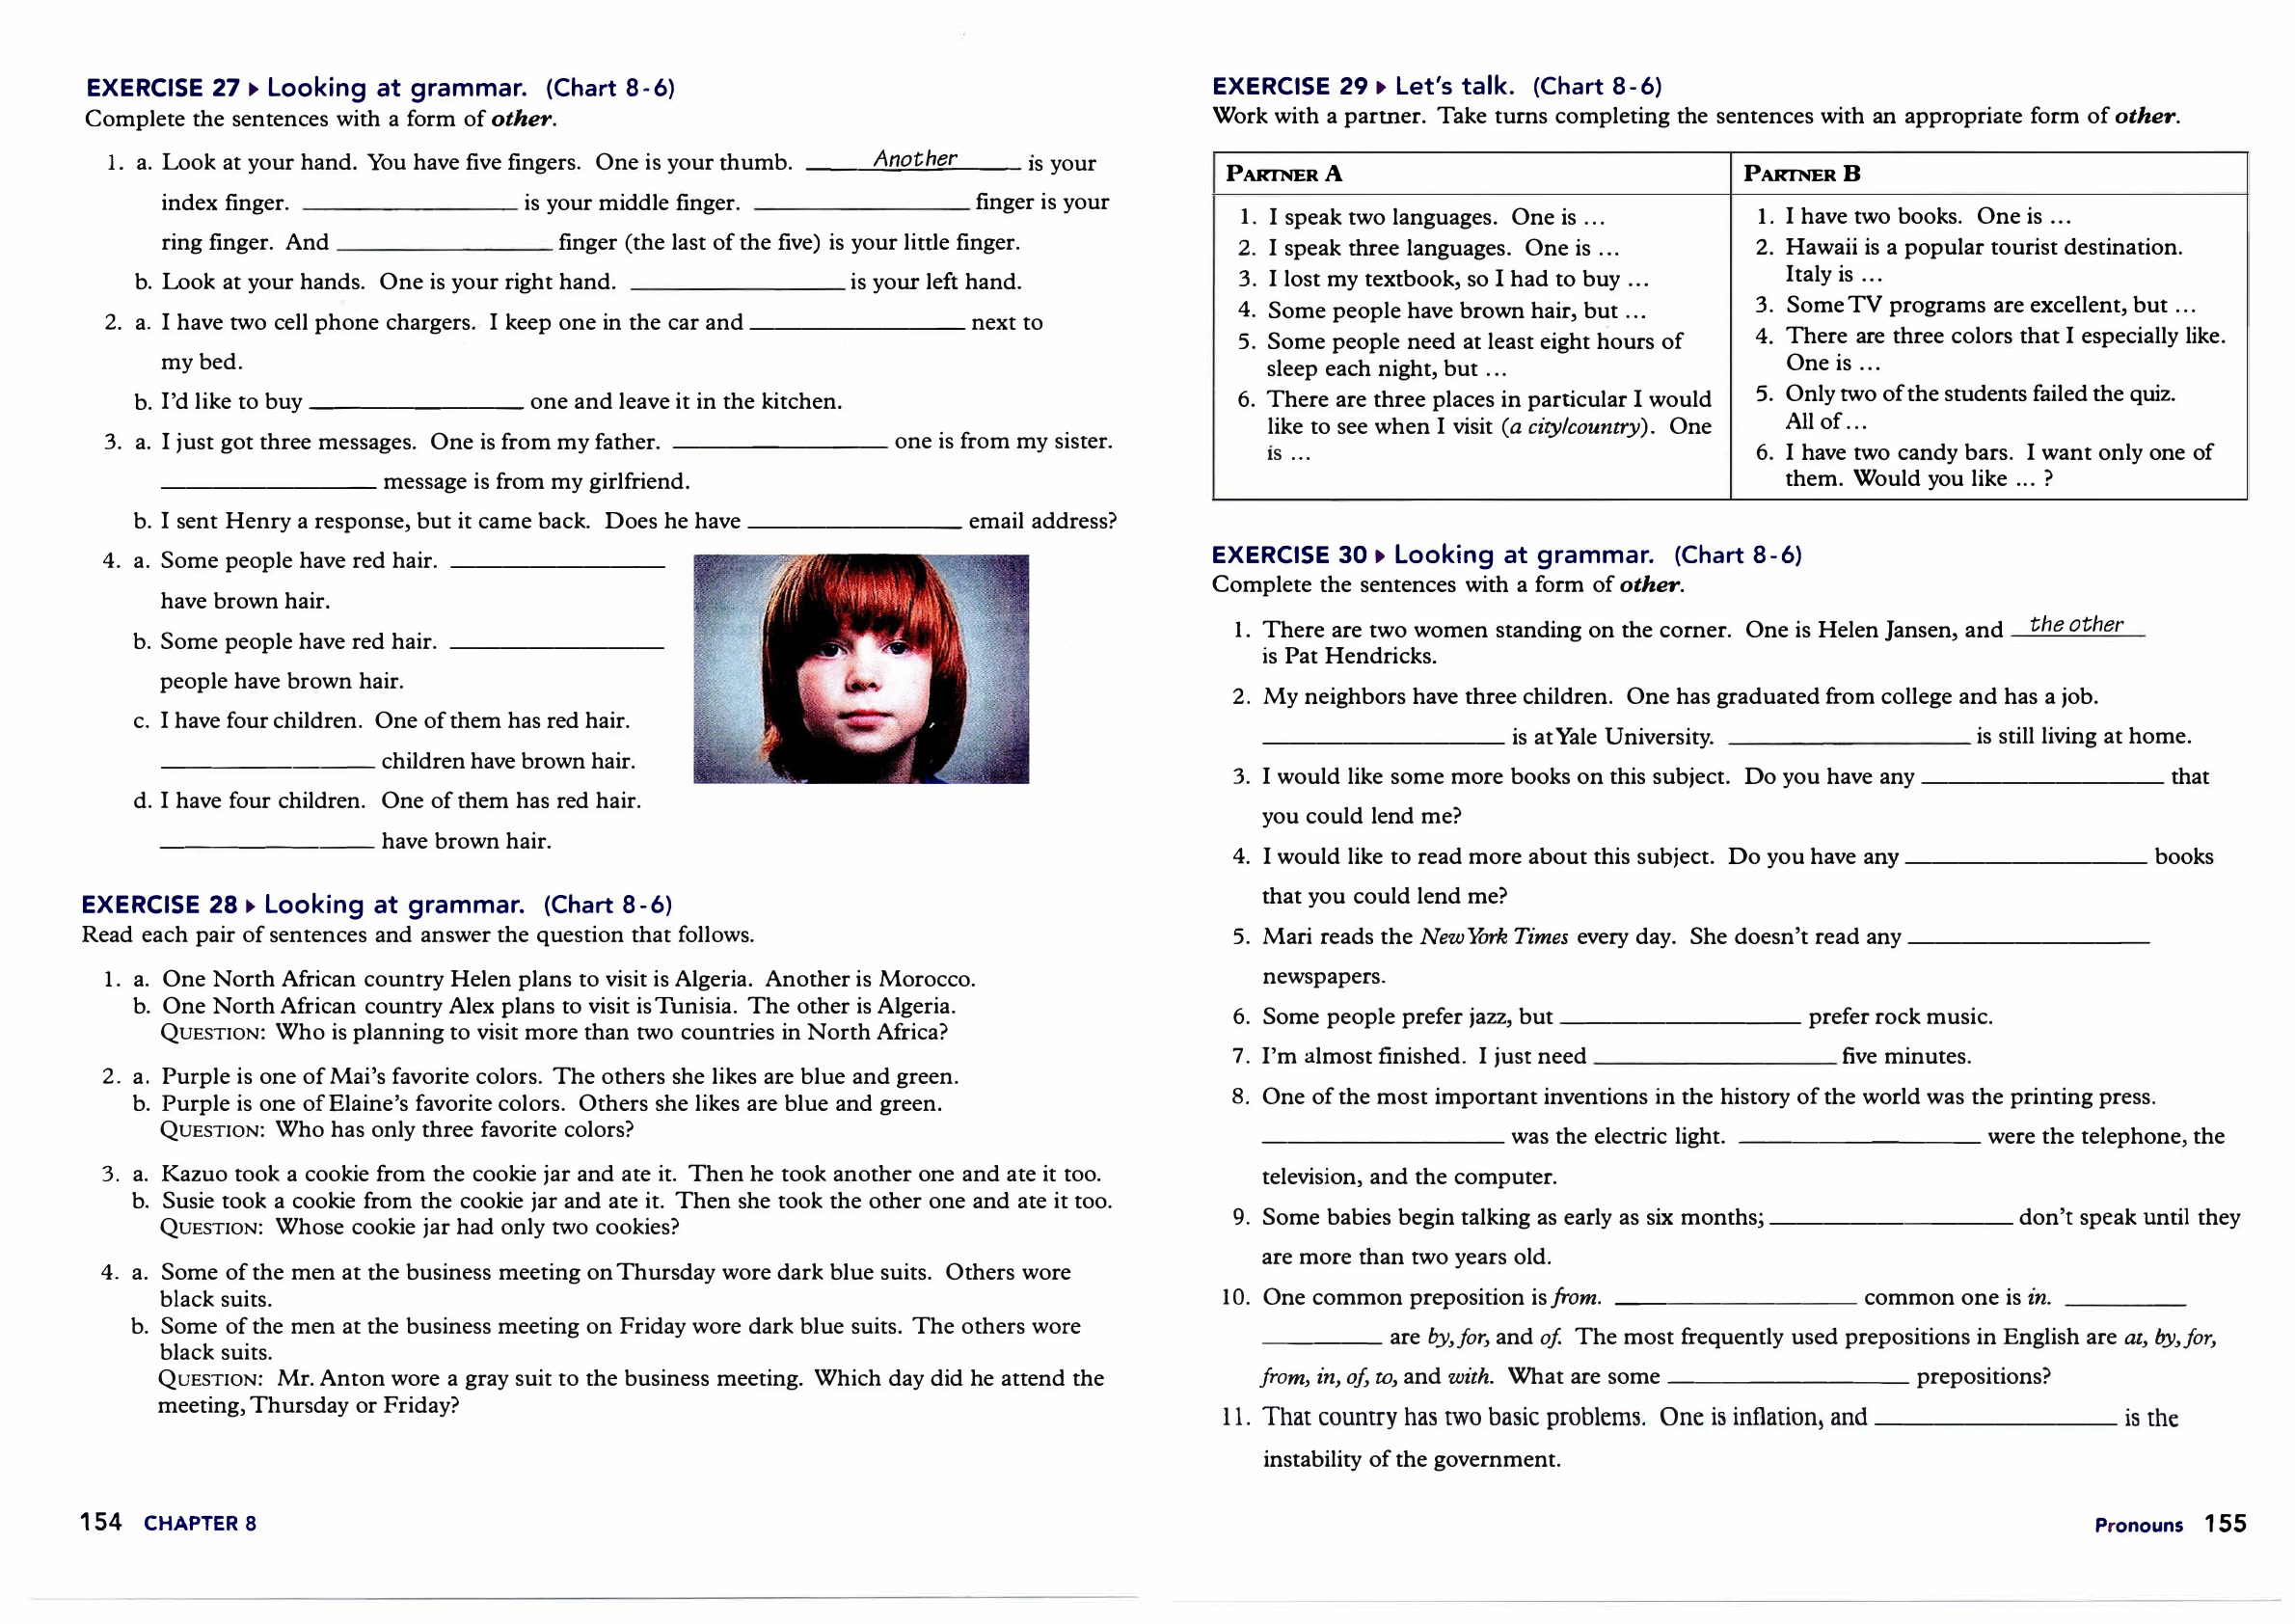 EXERCISE 27 ▸ Looking at grammar. (Chart 8-6)
Complete the sentences with a form of other.
1. a. Look at your hand. You have five fingers. One is your thumb. Another is your
index finger. ____________ is your middle finger. ____________ finger is your
ring finger. And ____________ finger (the last of the five) is your little finger.
b. Look at your hands. One is your right hand. ____________ is your left hand.
2. a. I have two cell phone chargers. I keep one in the car and ____________ next to
my bed.
b. I'd like to buy ____________ one and leave it in the kitchen.
3. a. I just got three messages. One is from my father. ____________ one is from my sister.
____________ message is from my girlfriend.
b. I sent Henry a response, but it came back. Does he have ____________ email address?
4. a. Some people have red hair. ____________
have brown hair.
b. Some people have red hair. ____________
people have brown hair.
c. I have four children. One of them has red hair.
____________ children have brown hair.
d. I have four children. One of them has red hair.
____________ have brown hair.
EXERCISE 28 ▸ Looking at grammar. (Chart 8-6)
Read each pair of sentences and answer the question that follows.
1. a. One North African country Helen plans to visit is Algeria. Another is Morocco.
b. One North African country Alex plans to visit is Tunisia. The other is Algeria.
QUESTION: Who is planning to visit more than two countries in North Africa?
2. a. Purple is one of Mai's favorite colors. The others she likes are blue and green.
b. Purple is one of Elaine's favorite colors. Others she likes are blue and green.
QUESTION: Who has only three favorite colors?
3. a. Kazuo took a cookie from the cookie jar and ate it. Then he took another one and ate it too.
b. Susie took a cookie from the cookie jar and ate it. Then she took the other one and ate it too.
QUESTION: Whose cookie jar had only two cookies?
4. a. Some of the men at the business meeting on Thursday wore dark blue suits. Others wore
black suits.
b. Some of the men at the business meeting on Friday wore dark blue suits. The others wore
black suits.
QUESTION: Mr. Anton wore a gray suit to the business meeting. Which day did he attend the
meeting, Thursday or Friday?
154 CHAPTER 8
EXERCISE 29 ▸ Let's talk. (Chart 8-6)
Work with a partner. Take turns completing the sentences with an appropriate form of other.
PARTNER A
1. I speak two languages. One is ...
2. I speak three languages. One is ...
3. I lost my textbook, so I had to buy ...
4. Some people have brown hair, but ...
5. Some people need at least eight hours of
sleep each night, but ...
6. There are three places in particular I would
like to see when I visit (a city/country). One
is ...
PARTNER B
1. I have two books. One is ...
2. Hawaii is a popular tourist destination.
Italy is ...
3. Some TV programs are excellent, but ...
4. There are three colors that I especially like.
One is ...
5. Only two of the students failed the quiz.
All of ...
6. I have two candy bars. I want only one of
them. Would you like ... ?
EXERCISE 30 ▸ Looking at grammar. (Chart 8-6)
Complete the sentences with a form of other.
1. There are two women standing on the corner. One is Helen Jansen, and the other
is Pat Hendricks.
2. My neighbors have three children. One has graduated from college and has a job.
____________ is at Yale University. ____________ is still living at home.
3. I would like some more books on this subject. Do you have any ____________ that
you could lend me?
4. I would like to read more about this subject. Do you have any ____________ books
that you could lend me?
5. Mari reads the New York Times every day. She doesn't read any ____________
newspapers.
6. Some people prefer jazz, but ____________ prefer rock music.
7. I'm almost finished. I just need ____________ five minutes.
8. One of the most important inventions in the history of the world was the printing press.
____________ was the electric light. ____________ were the telephone, the
television, and the computer.
9. Some babies begin talking as early as six months; ____________ don't speak until they
are more than two years old.
10. One common preposition is from. ____________ common one is in. ______
______ are by, for, and of. The most frequently used prepositions in English are at, by, for,
from, in, of, to, and with. What are some ____________ prepositions?
11. That country has two basic problems. One is inflation, and ____________ is the
instability of the government.
Pronouns 155